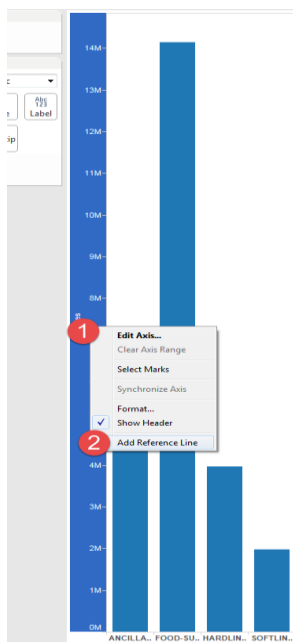 Abc
123
Label
14M
13M
12M
11M
10M
9M
8M
es
1
Edit Axis...
Clear Axis Range
Select Marks
Synchronize Axis
Format...
Show Header
2
Add Reference Line
4M
3M
2M
1M
0M
ANCILLA.. FOOD-SU.. HARDLIN.. SOFTLIN..